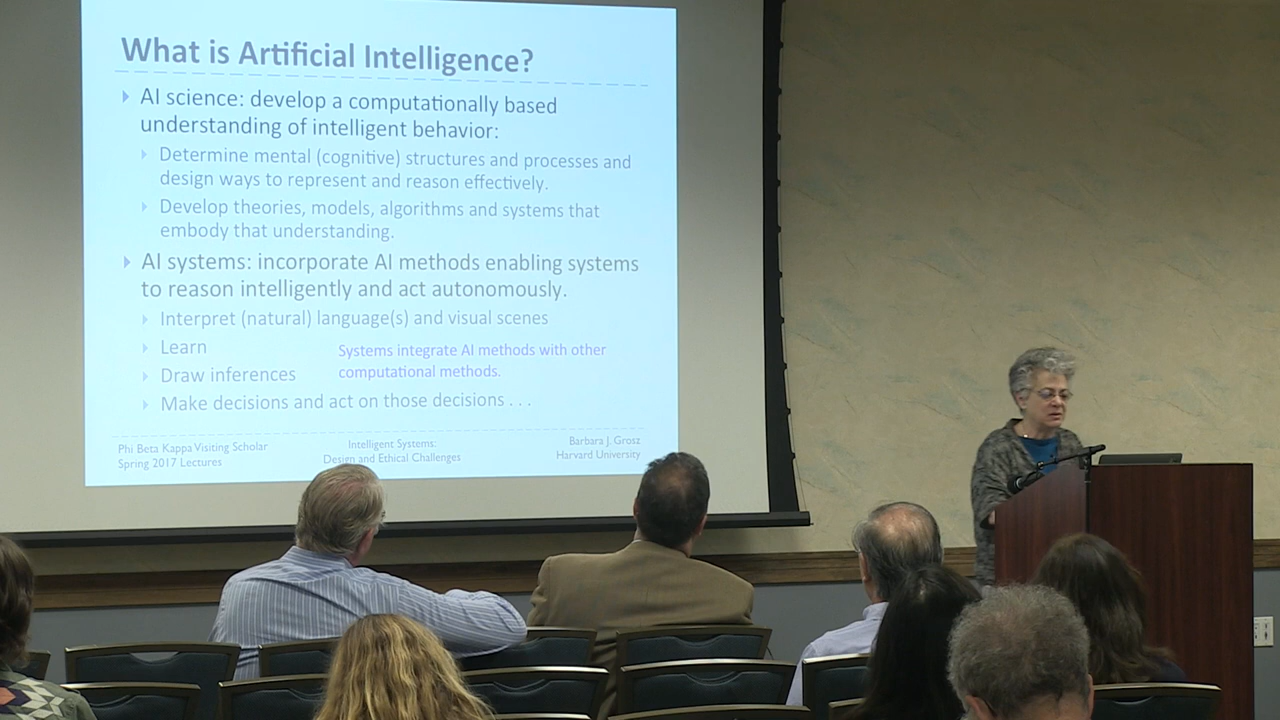 What is Artificial Intelligence?
AI science: develop a computationally based
understanding of intelligent behavior:
Determine mental (cognitive) structures and processes and
design ways to represent and reason effectively.
Develop theories, models, algorithms and systems that
embody that understanding.
AI systems: incorporate AI methods enabling systems
to reason intelligently and act autonomously.
Interpret (natural) language(s) and visual scenes
Learn
Draw inferences
Systems integrate AI methods with other
computational methods.
Make decisions and act on those decisions . . .
Phi Beta Kappa Visiting Scholar
Spring 2017 Lectures
Intelligent Systems:
Design and Ethical Challenges
Barbara J. Grosz
Harvard University